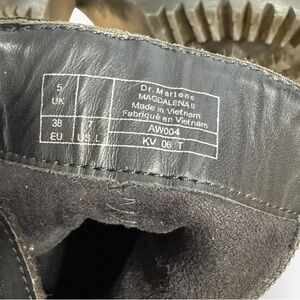 5
UK
38
EU
7
US L
Dr. Martens
MAGDALENA II
Made in Vietnam
Fabriqué en Vietnam
AW004
KV 06 T